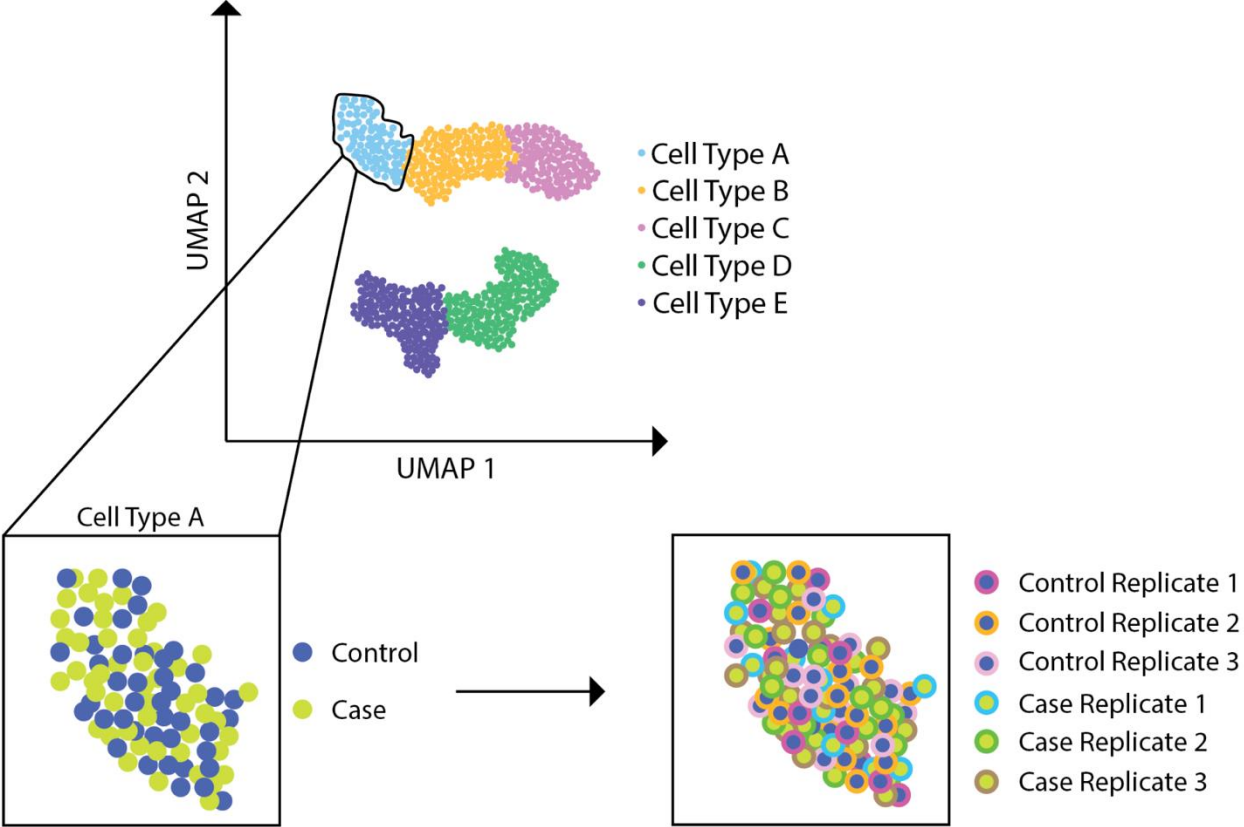 UMAP 2
Cell Type A
Cell Type B
Cell Type C
Cell Type D
Cell Type E
UMAP 1
Cell Type A
Control
Case
Control Replicate 1
Control Replicate 2
Control Replicate 3
Case Replicate 1
Case Replicate 2
Case Replicate 3